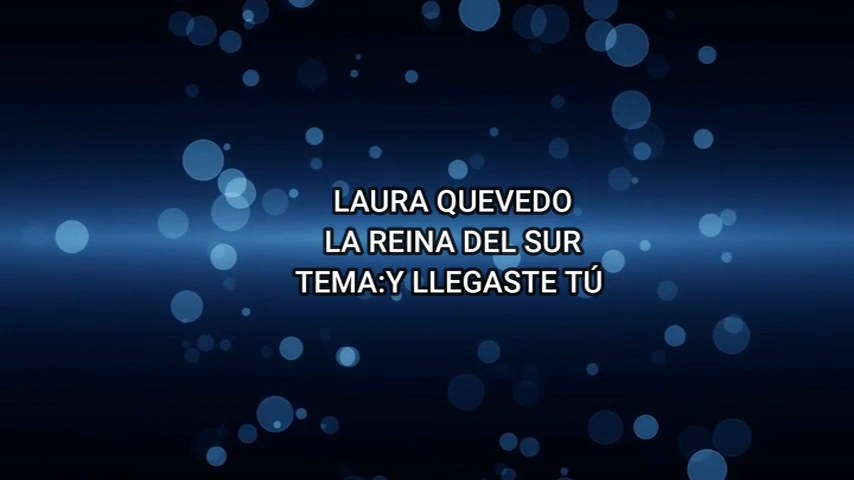 LAURA QUEVEDO
LA REINA DEL SUR
TEMA:Y LLEGASTE TÚ